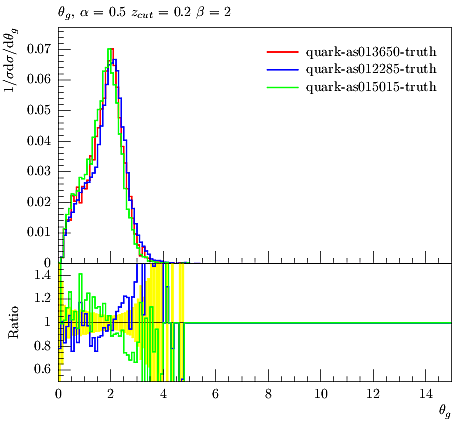 θg, α = 0.5 zcut = 0.2 β = 2
1/σdσ/dθg
0.07
0.06
0.05
0.04
0.03
0.02
0.01
0
quark-as013650-truth
quark-as012285-truth
quark-as015015-truth
Ratio
1.4
1.2
1
0.8
0.6
0 2 4 6 8 10 12 14
θg